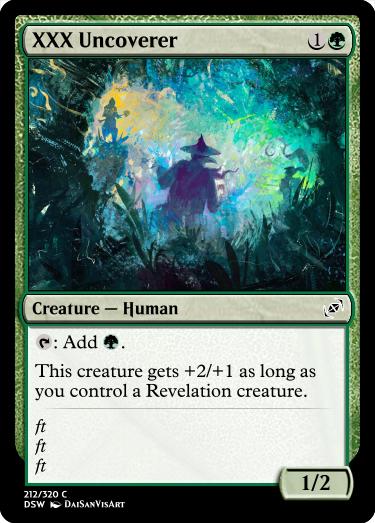 XXX Uncoverer 1
Creature — Human
: Add .
This creature gets +2/+1 as long as
you control a Revelation creature.
ft
ft
ft
1/2
212/320 C
DSW DaiSanVisArt